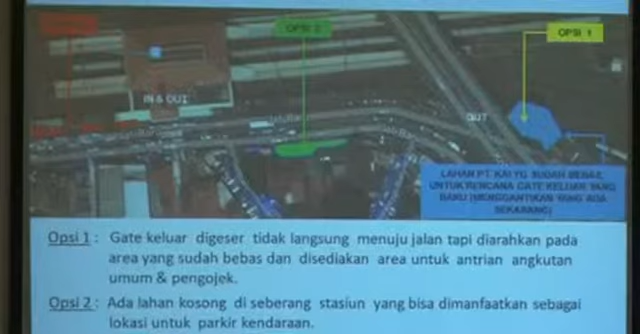 OPSI 2
OPSI 1
IN & OUT
OUT
LAHAN PT. KAI YG SUDAH BEBAS,
UNTUK RENCANA GATE KELUAR YANG
BARU (MENGGANTIKAN YANG ADA
SEKARANG)
Opsi 1 : Gate keluar digeser tidak langsung menuju jalan tapi diarahkan pada
area yang sudah bebas dan disediakan area untuk antrian angkutan
umum & pengojek.
Opsi 2 : Ada lahan kosong di seberang stasiun yang bisa dimanfaatkan sebagai
lokasi untuk parkir kendaraan.